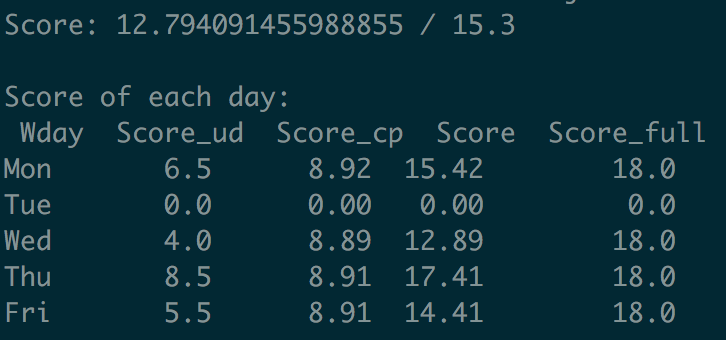 Score: 12.794091455988855 / 15.3
Score of each day:
Wday Score_ud Score_cp Score Score_full
Mon 6.5 8.92 15.42 18.0
Tue 0.0 0.00 0.00 0.0
Wed 4.0 8.89 12.89 18.0
Thu 8.5 8.91 17.41 18.0
Fri 5.5 8.91 14.41 18.0